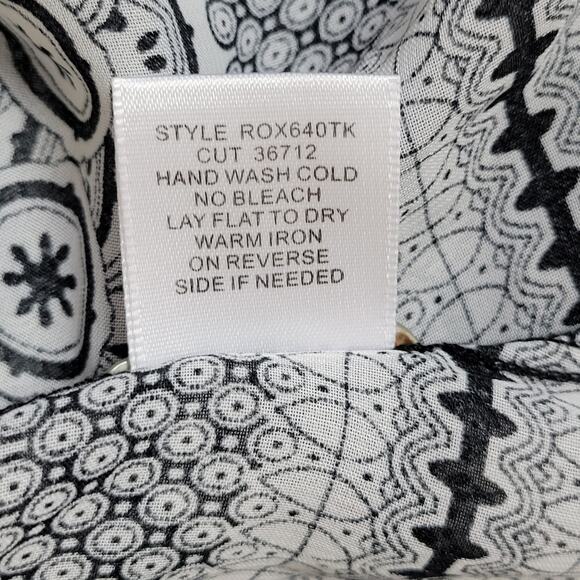 STYLE ROX640TK
CUT 36712
HAND WASH COLD
NO BLEACH
LAY FLAT TO DRY
WARM IRON
ON REVERSE
SIDE IF NEEDED